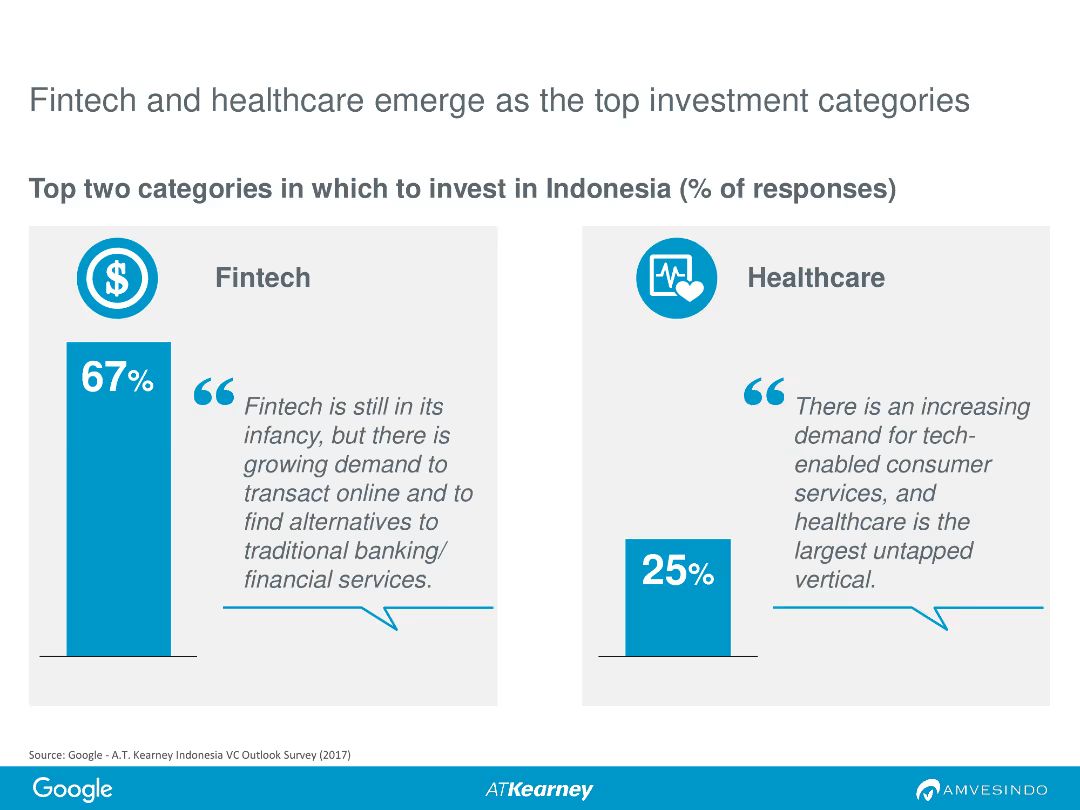 Fintech and healthcare emerge as the top investment categories
Top two categories in which to invest in Indonesia (% of responses)
$
Fintech
67%
“
Fintech is still in its
infancy, but there is
growing demand to
transact online and to
find alternatives to
traditional banking/
financial services.
Healthcare
25%
“
There is an increasing
demand for tech-
enabled consumer
services, and
healthcare is the
largest untapped
vertical.
Source: Google - A.T. Kearney Indonesia VC Outlook Survey (2017)
Google
ATKearney
AMVESINDO